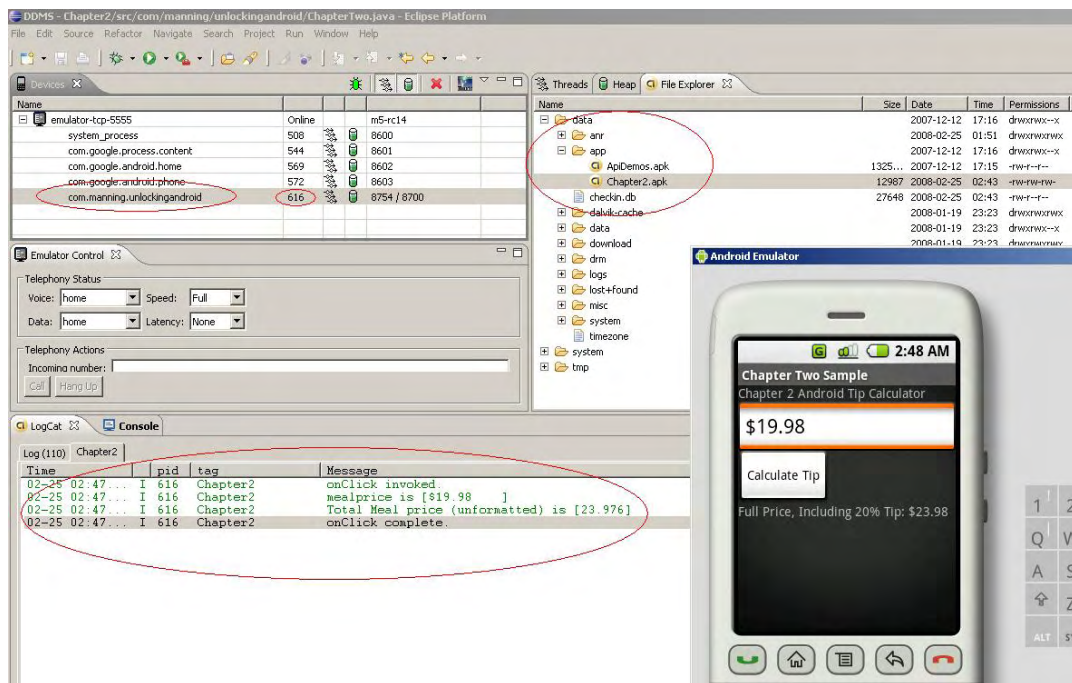 DDMS - Chapter2/src/com/manning/unlockingandroid/ChapterTwo.java - Eclipse Platform
File Edit Source Refactor Navigate Search Project Run Window Help
Devices
Name
emulator-tcp-5555 Online m5-rc14
system_process 508 8600
com.google.process.content 544 8601
com.google.android.home 569 8602
com.google.android.phone 572 8603
com.manning.unlockingandroid 616 8754 / 8700
Threads Heap File Explorer
Name Size Date Time Permissions
data 2007-12-12 17:16 drwxrwx--x
anr 2008-02-25 01:51 drwxrwxrwx
app 2007-12-12 17:16 drwxrwx--x
ApiDemos.apk 1325... 2007-12-12 17:15 -rw-r--r--
Chapter2.apk 12987 2008-02-25 02:43 -rw-rw-rw-
checkin.db 27648 2008-02-25 02:43 -rw-r--r--
dalvik-cache 2008-01-19 23:23 drwxrwxrwx
data 2008-01-19 23:23 drwxrwx--x
download 2008-01-19 23:23 drwxrwxrwx
drm
logs
lost+found
misc
system
timezone
system
tmp
Emulator Control
Telephony Status
Voice: home Speed: Full
Data: home Latency: None
Telephony Actions
Incoming number:
Call Hang Up
LogCat Console
Log (110) Chapter2
Time pid tag Message
02-25 02:47... I 616 Chapter2 onClick invoked.
02-25 02:47... I 616 Chapter2 mealprice is [$19.98 ]
02-25 02:47... I 616 Chapter2 Total Meal price (unformatted) is [23.976]
02-25 02:47... I 616 Chapter2 onClick complete.
Android Emulator
G 2:48 AM
Chapter Two Sample
Chapter 2 Android Tip Calculator
$19.98
Calculate Tip
Full Price, Including 20% Tip: $23.98
1 ! 2
Q W
A S
Z
ALT